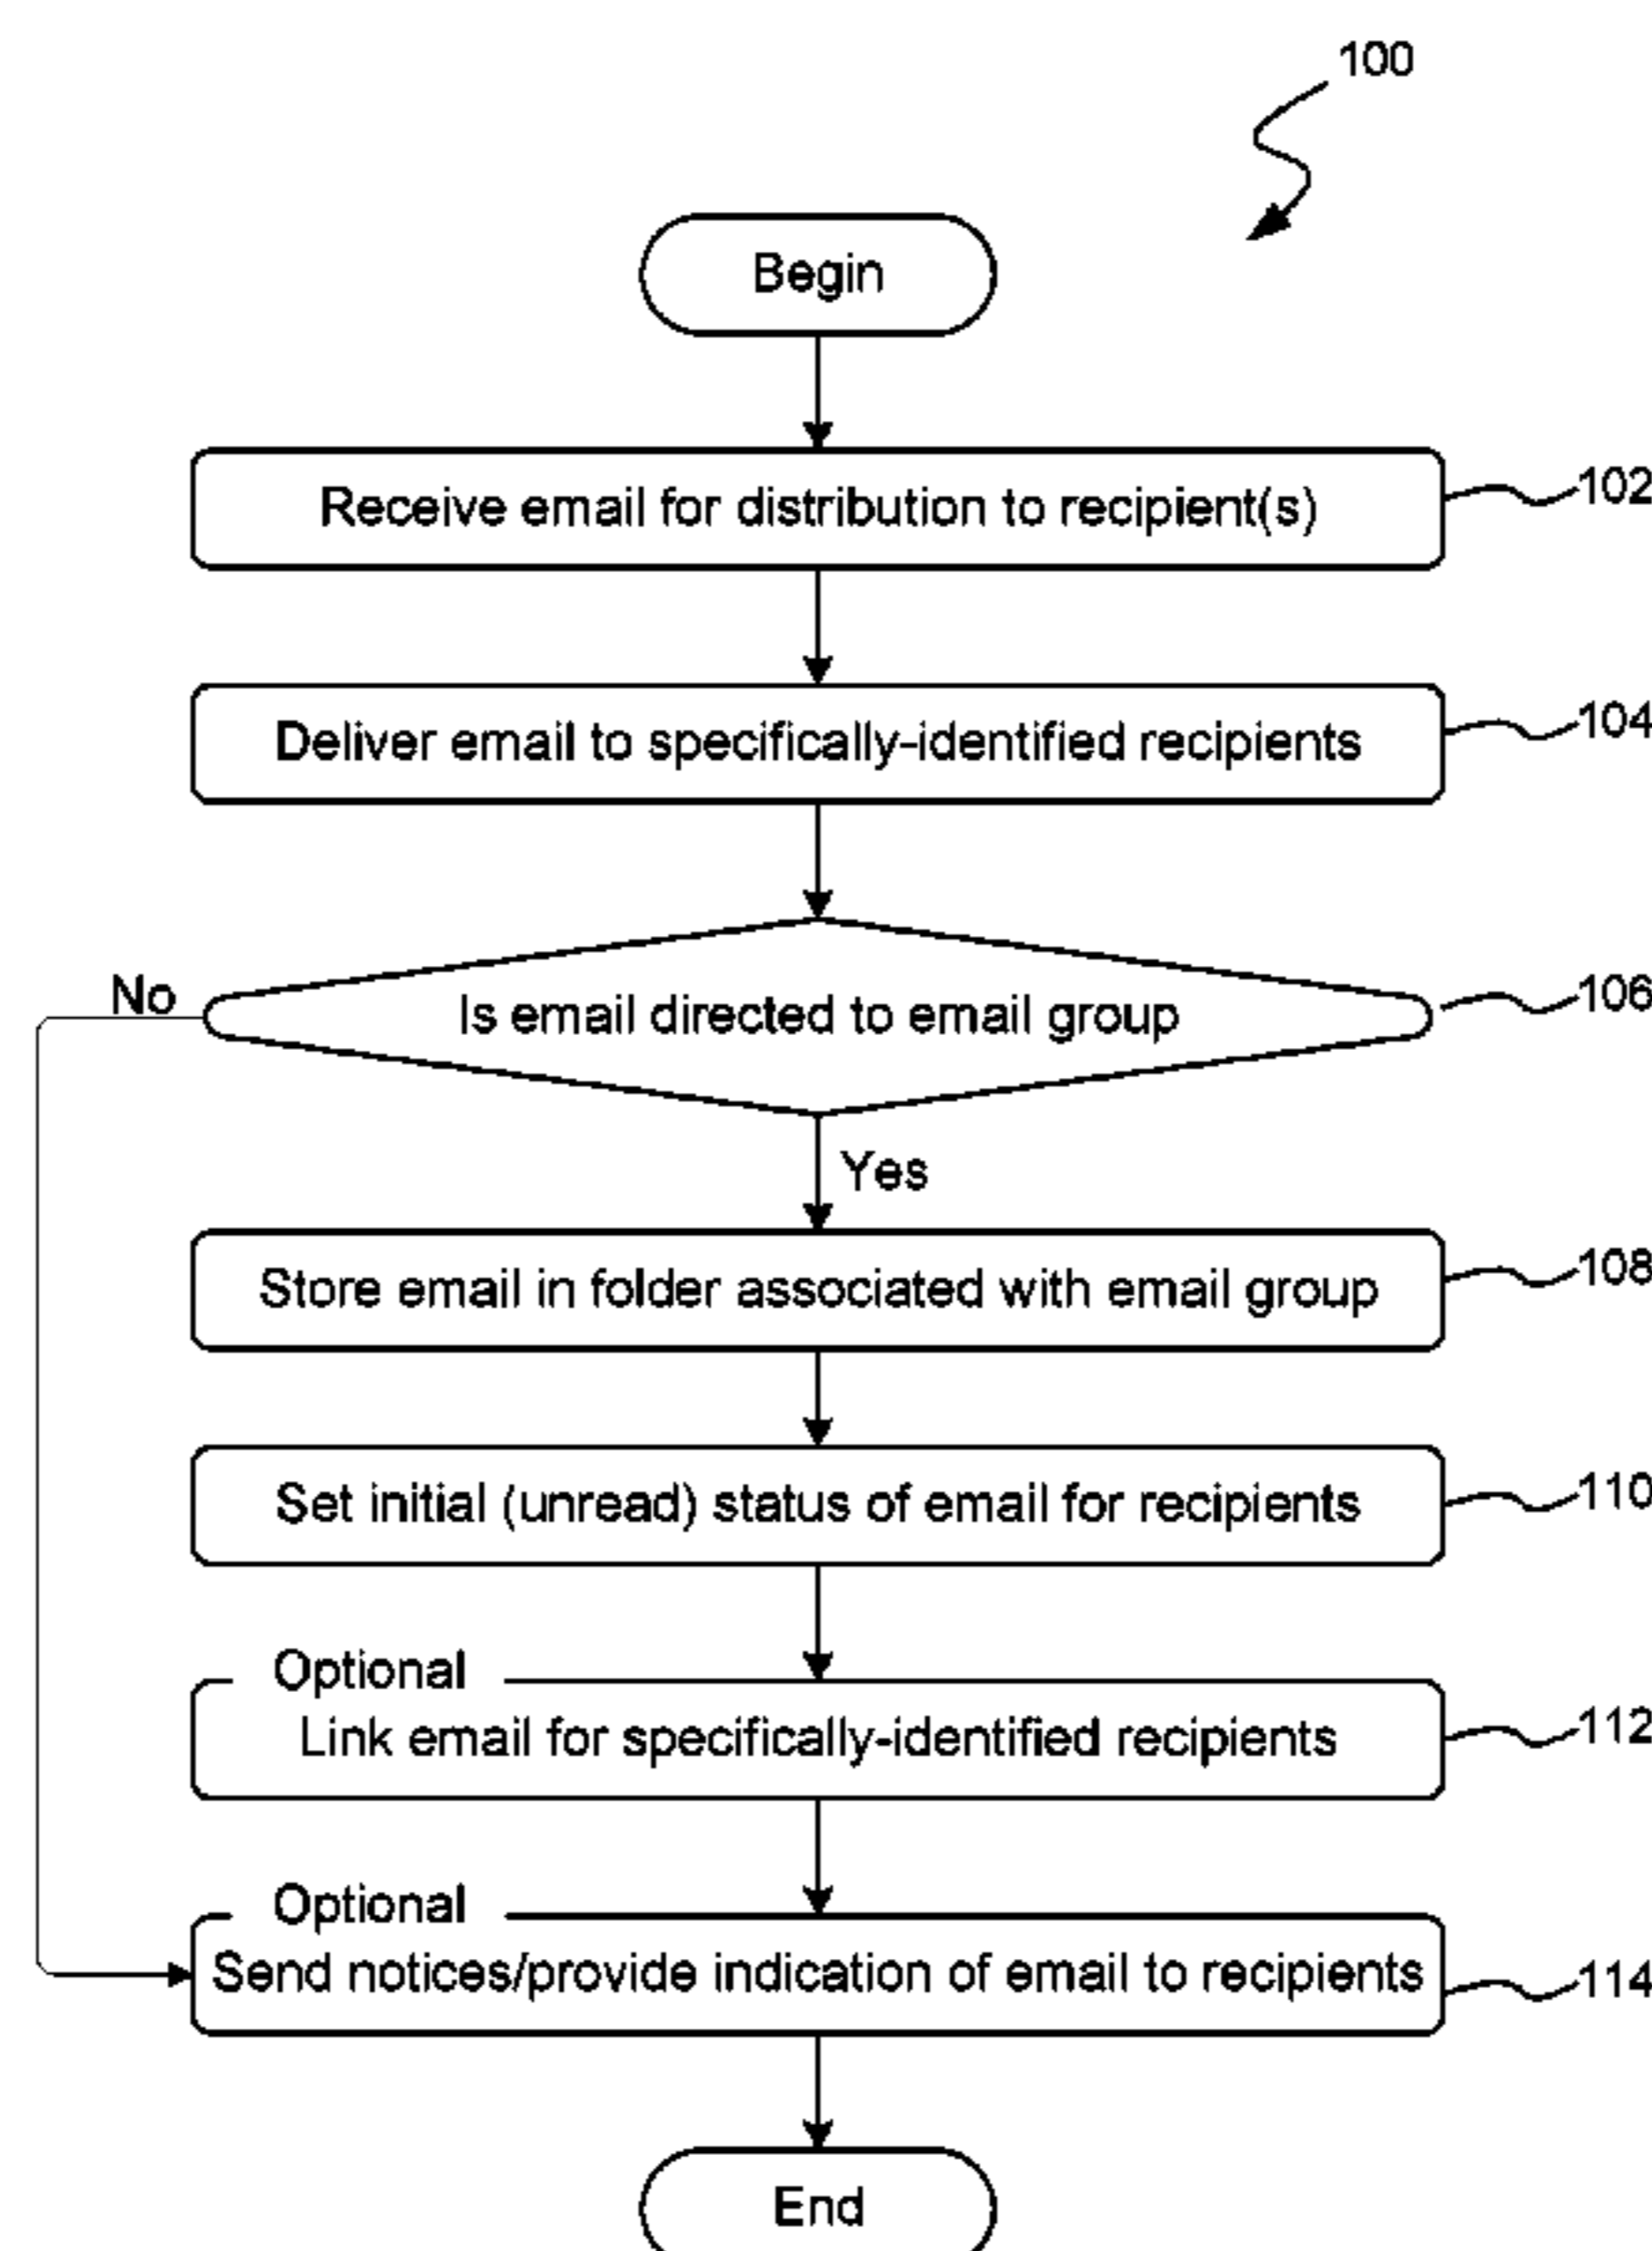 100
Begin
Receive email for distribution to recipient(s)
102
Deliver email to specifically-identified recipients
104
No
Is email directed to email group
106
Yes
Store email in folder associated with email group
108
Set initial (unread) status of email for recipients
110
Optional
Link email for specifically-identified recipients
112
Optional
Send notices/provide indication of email to recipients
114
End